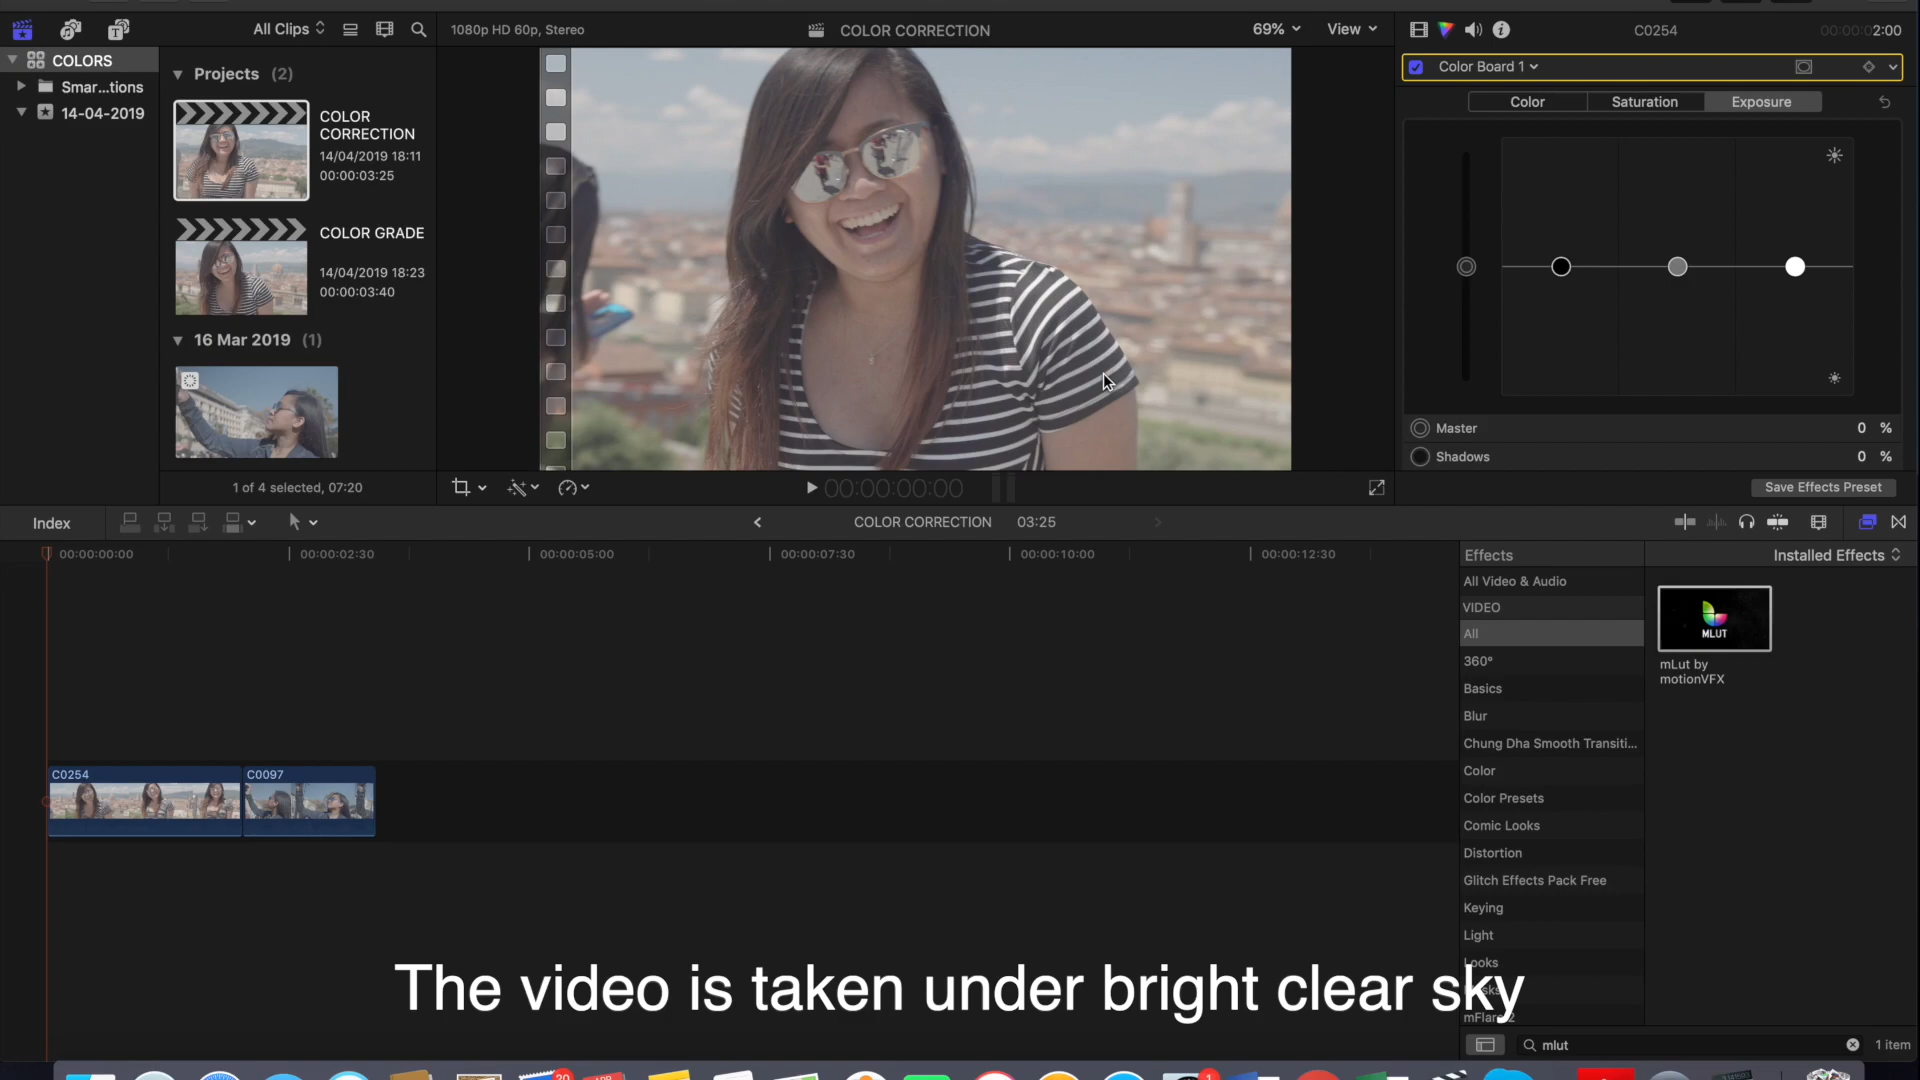 All Clips
1080p HD 60p, Stereo
COLOR CORRECTION
69%
View
C0254
00:00:02:00
COLORS
Smar...tions
14-04-2019
Projects (2)
COLOR
CORRECTION
14/04/2019 18:11
00:00:03:25
COLOR GRADE
14/04/2019 18:23
00:00:03:40
16 Mar 2019 (1)
1 of 4 selected, 07:20
Color Board 1
Color
Saturation
Exposure
Master
0 %
Shadows
0 %
Save Effects Preset
00:00:00:00
Index
COLOR CORRECTION
03:25
00:00:00:00
00:00:02:30
00:00:05:00
00:00:07:30
00:00:10:00
00:00:12:30
C0254
C0097
Effects
Installed Effects
All Video & Audio
VIDEO
All
360°
Basics
Blur
Chung Dha Smooth Transiti...
Color
Color Presets
Comic Looks
Distortion
Glitch Effects Pack Free
Keying
Light
Looks
mFlare 2
MLUT
mLut by
motionVFX
The video is taken under bright clear sky
mlut
1 item
20
APR
1